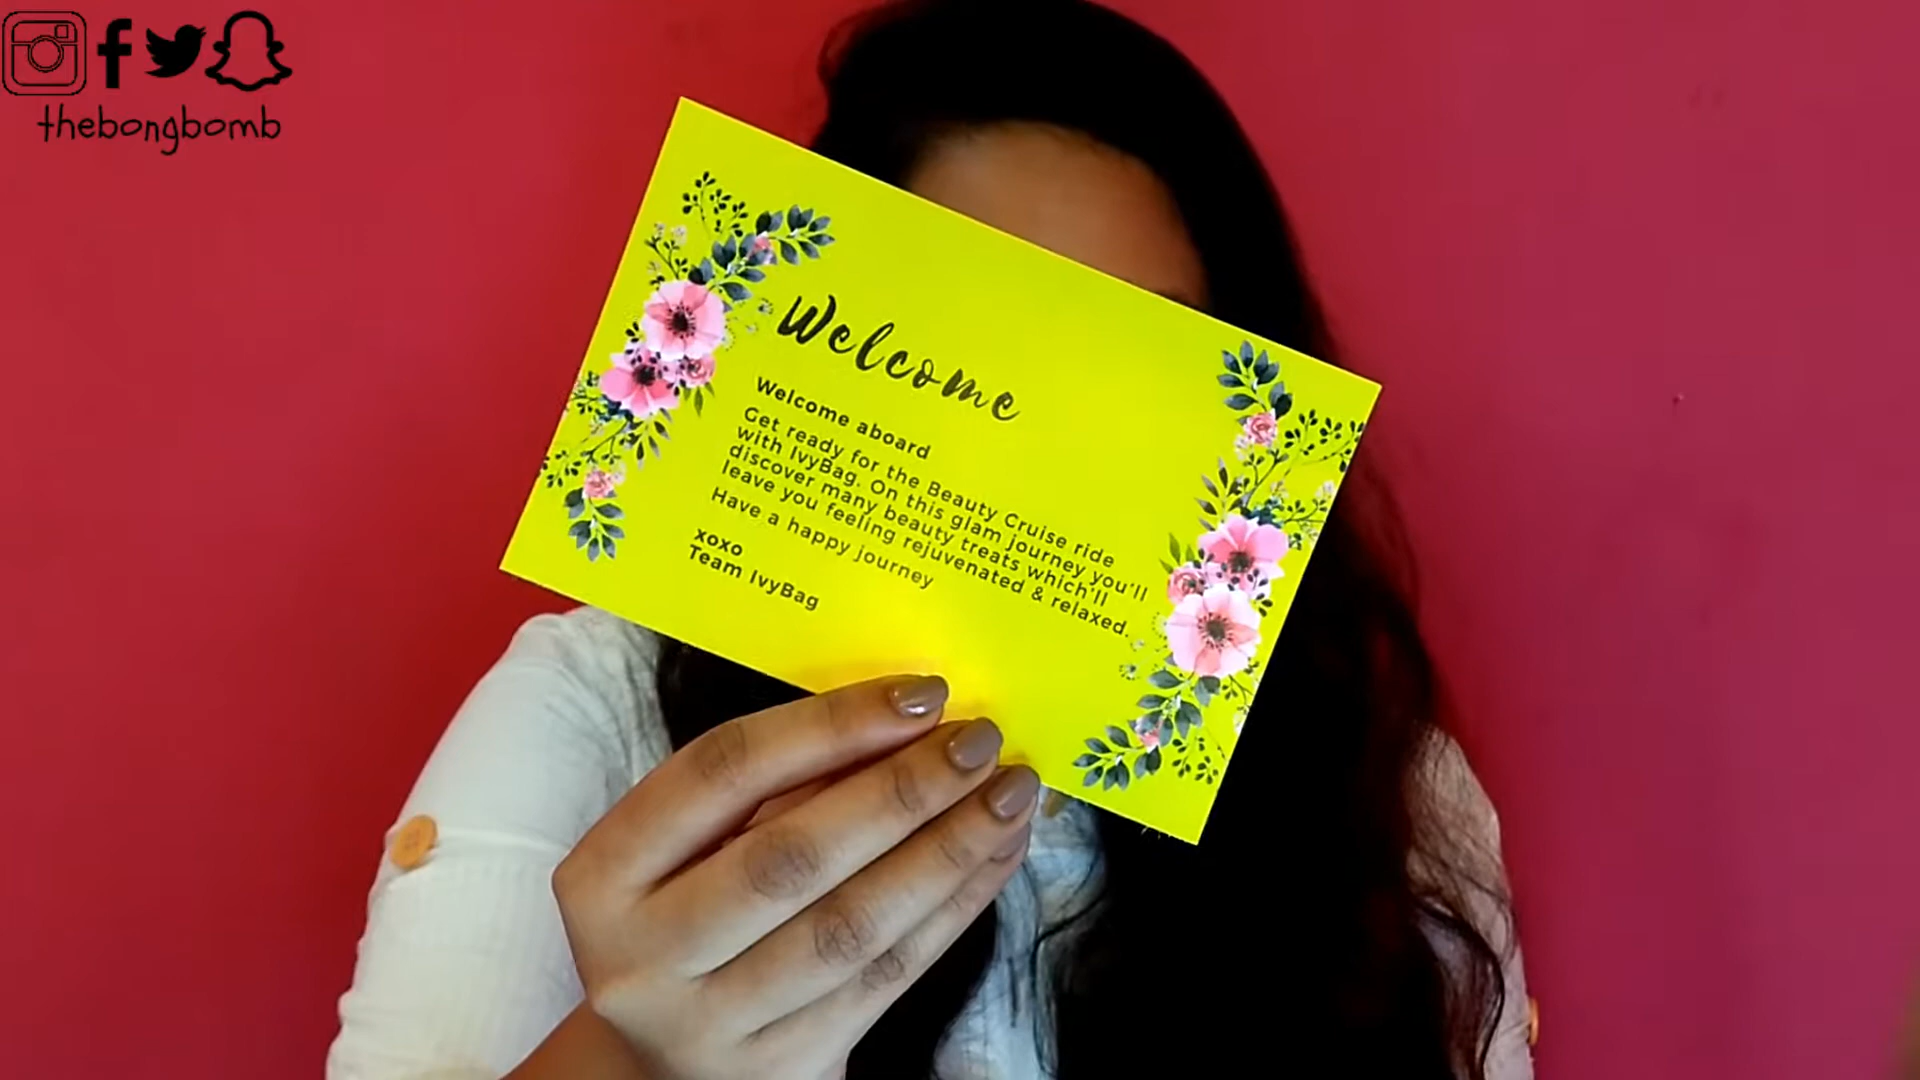 thebongbomb
Welcome
Welcome aboard
Get ready for the Beauty Cruise ride
with IvyBag. On this glam journey you'll
discover many beauty treats which'll
leave you feeling rejuvenated & relaxed.
Have a happy journey
xoxo
Team IvyBag